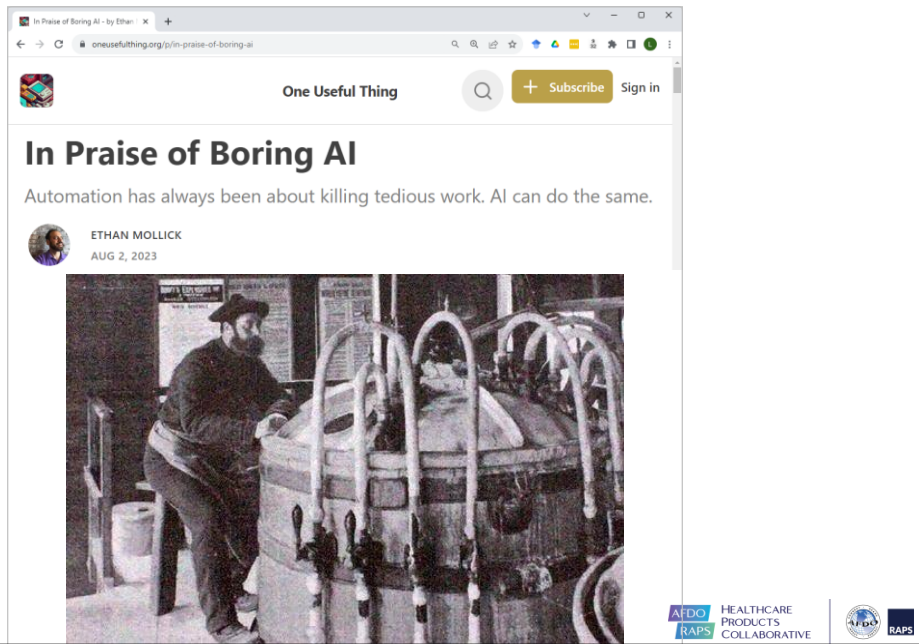 In Praise of Boring AI - by Ethan
oneusefulthing.org/p/in-praise-of-boring-ai
One Useful Thing
Subscribe
Sign in
In Praise of Boring AI
Automation has always been about killing tedious work. AI can do the same.
ETHAN MOLLICK
AUG 2, 2023
AFDO
RAPS
HEALTHCARE
PRODUCTS
COLLABORATIVE
AFDO
RAPS